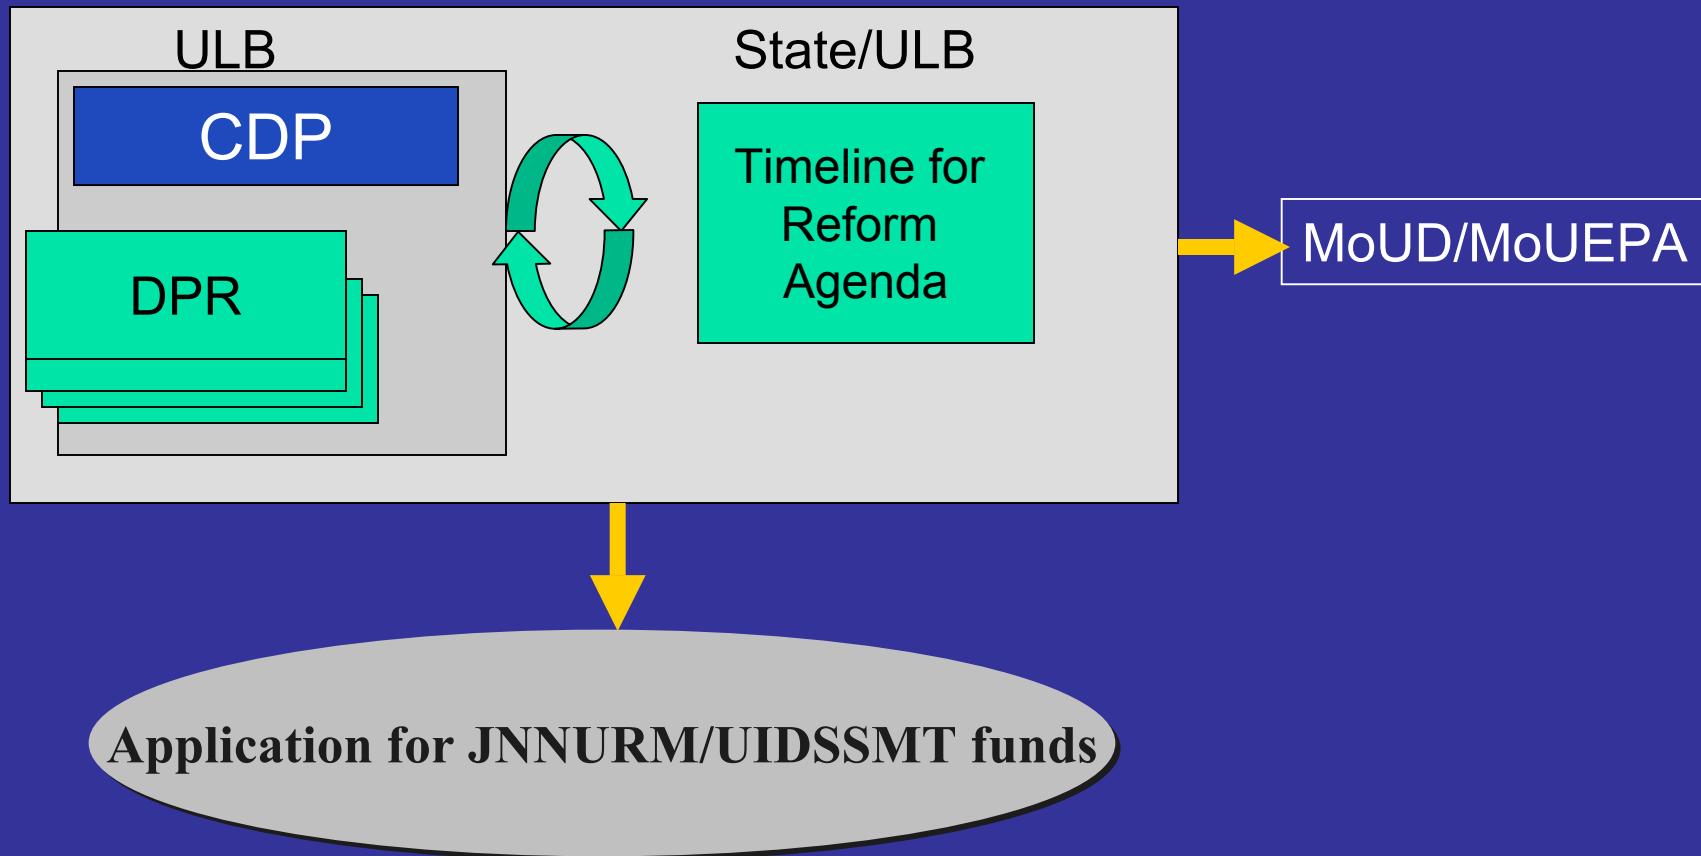 ULB
State/ULB
CDP
DPR
Timeline for
Reform
Agenda
MoUD/MoUEPA
Application for JNNURM/UIDSSMT funds